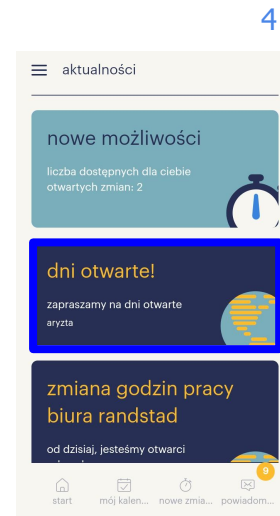 4
aktualności
nowe możliwości
liczba dostępnych dla ciebie
otwartych zmian: 2
dni otwarte!
zapraszamy na dni otwarte
aryzta
zmiana godzin pracy
biura randstad
od dzisiaj, jesteśmy otwarci
9
start mój kalen... nowe zmia... powiadom...